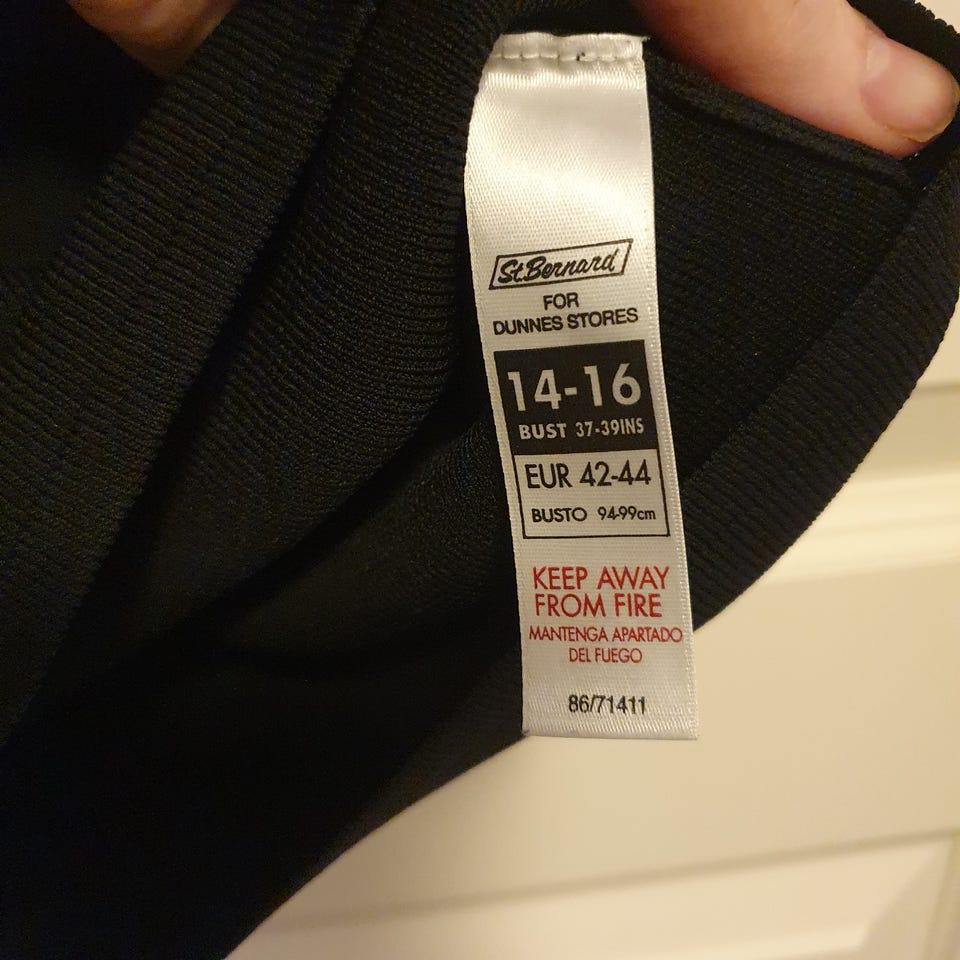 St.Bernard
FOR
DUNNES STORES
14-16
BUST 37-39INS
EUR 42-44
BUSTO 94-99cm
KEEP AWAY
FROM FIRE
MANTENGA APARTADO
DEL FUEGO
86/71411